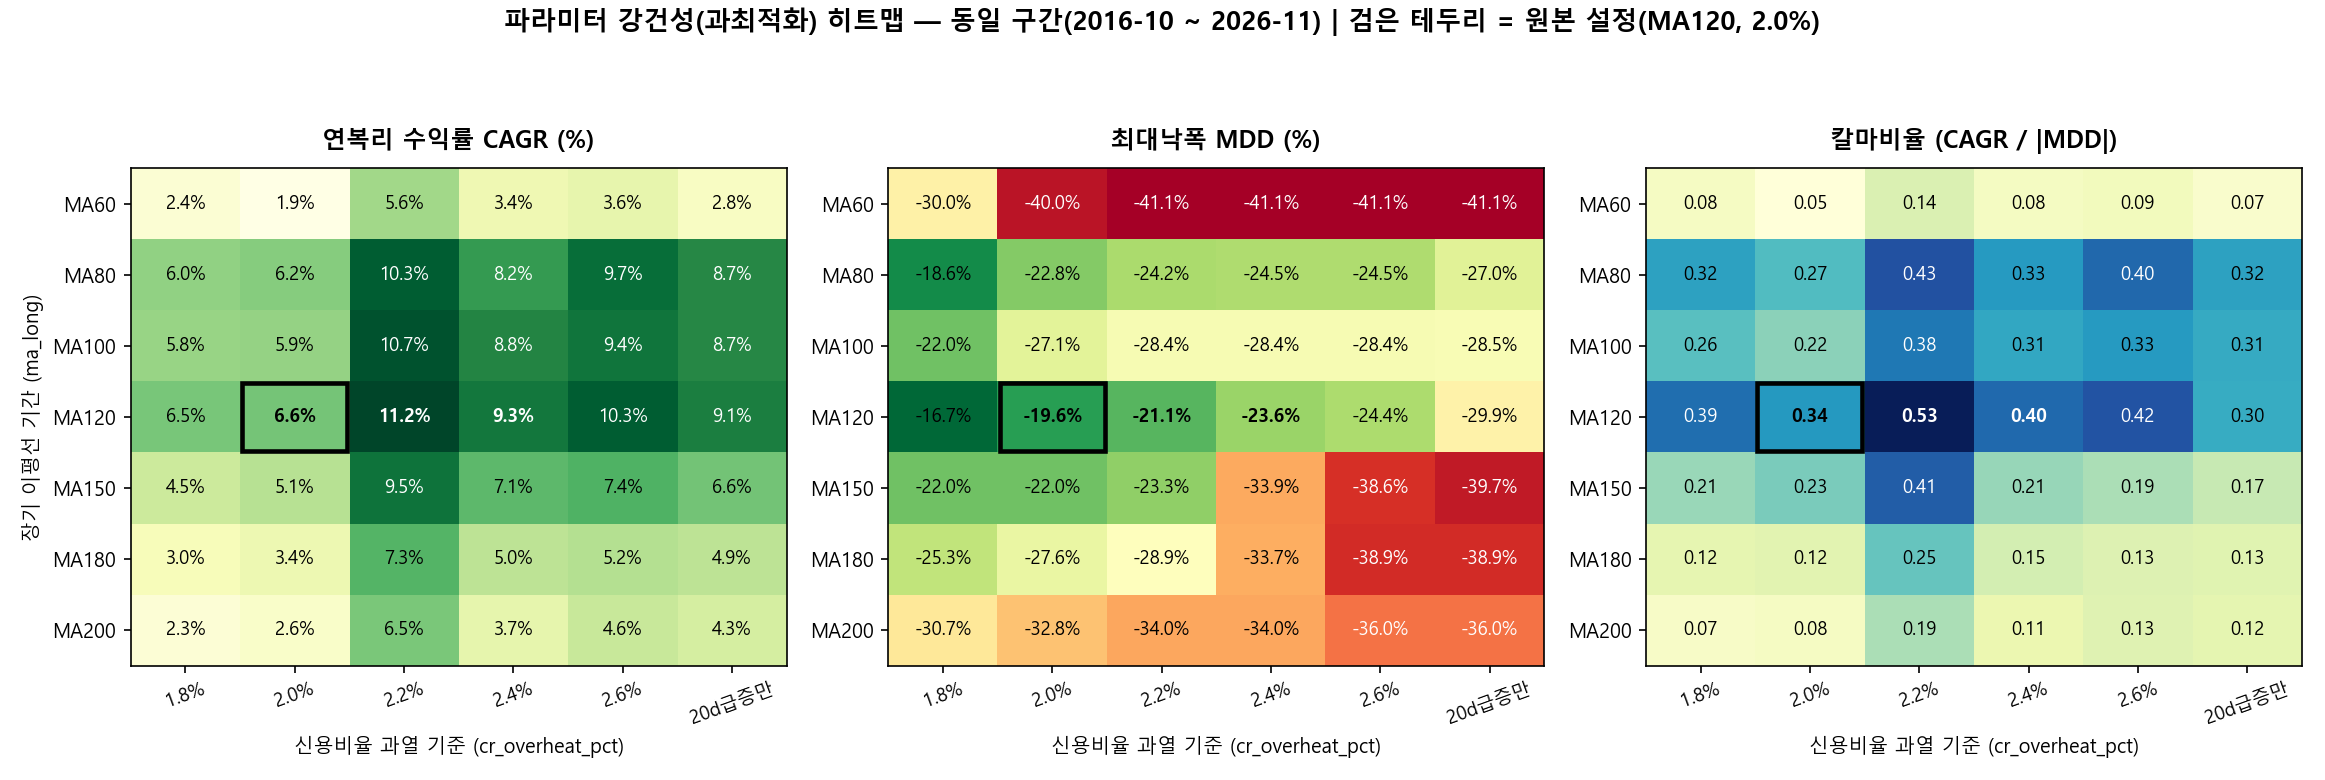 파라미터 강건성(과최적화) 히트맵 — 동일 구간(2016-10 ~ 2026-11) | 검은 테두리 = 원본 설정(MA120, 2.0%)
연복리 수익률 CAGR (%)
장기 이평선 기간 (ma_long)
MA60 2.4% 1.9% 5.6% 3.4% 3.6% 2.8%
MA80 6.0% 6.2% 10.3% 8.2% 9.7% 8.7%
MA100 5.8% 5.9% 10.7% 8.8% 9.4% 8.7%
MA120 6.5% 6.6% 11.2% 9.3% 10.3% 9.1%
MA150 4.5% 5.1% 9.5% 7.1% 7.4% 6.6%
MA180 3.0% 3.4% 7.3% 5.0% 5.2% 4.9%
MA200 2.3% 2.6% 6.5% 3.7% 4.6% 4.3%
1.8% 2.0% 2.2% 2.4% 2.6% 20d급증만
신용비율 과열 기준 (cr_overheat_pct)
최대낙폭 MDD (%)
MA60 -30.0% -40.0% -41.1% -41.1% -41.1% -41.1%
MA80 -18.6% -22.8% -24.2% -24.5% -24.5% -27.0%
MA100 -22.0% -27.1% -28.4% -28.4% -28.4% -28.5%
MA120 -16.7% -19.6% -21.1% -23.6% -24.4% -29.9%
MA150 -22.0% -22.0% -23.3% -33.9% -38.6% -39.7%
MA180 -25.3% -27.6% -28.9% -33.7% -38.9% -38.9%
MA200 -30.7% -32.8% -34.0% -34.0% -36.0% -36.0%
1.8% 2.0% 2.2% 2.4% 2.6% 20d급증만
신용비율 과열 기준 (cr_overheat_pct)
칼마비율 (CAGR / |MDD|)
MA60 0.08 0.05 0.14 0.08 0.09 0.07
MA80 0.32 0.27 0.43 0.33 0.40 0.32
MA100 0.26 0.22 0.38 0.31 0.33 0.31
MA120 0.39 0.34 0.53 0.40 0.42 0.30
MA150 0.21 0.23 0.41 0.21 0.19 0.17
MA180 0.12 0.12 0.25 0.15 0.13 0.13
MA200 0.07 0.08 0.19 0.11 0.13 0.12
1.8% 2.0% 2.2% 2.4% 2.6% 20d급증만
신용비율 과열 기준 (cr_overheat_pct)